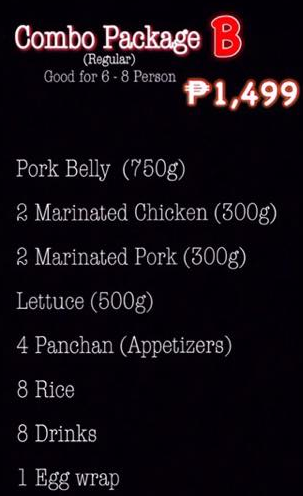 Combo Package B
(Regular)
Good for 6 - 8 Person
₱1,499
Pork Belly (750g)
2 Marinated Chicken (300g)
2 Marinated Pork (300g)
Lettuce (500g)
4 Panchan (Appetizers)
8 Rice
8 Drinks
1 Egg wrap